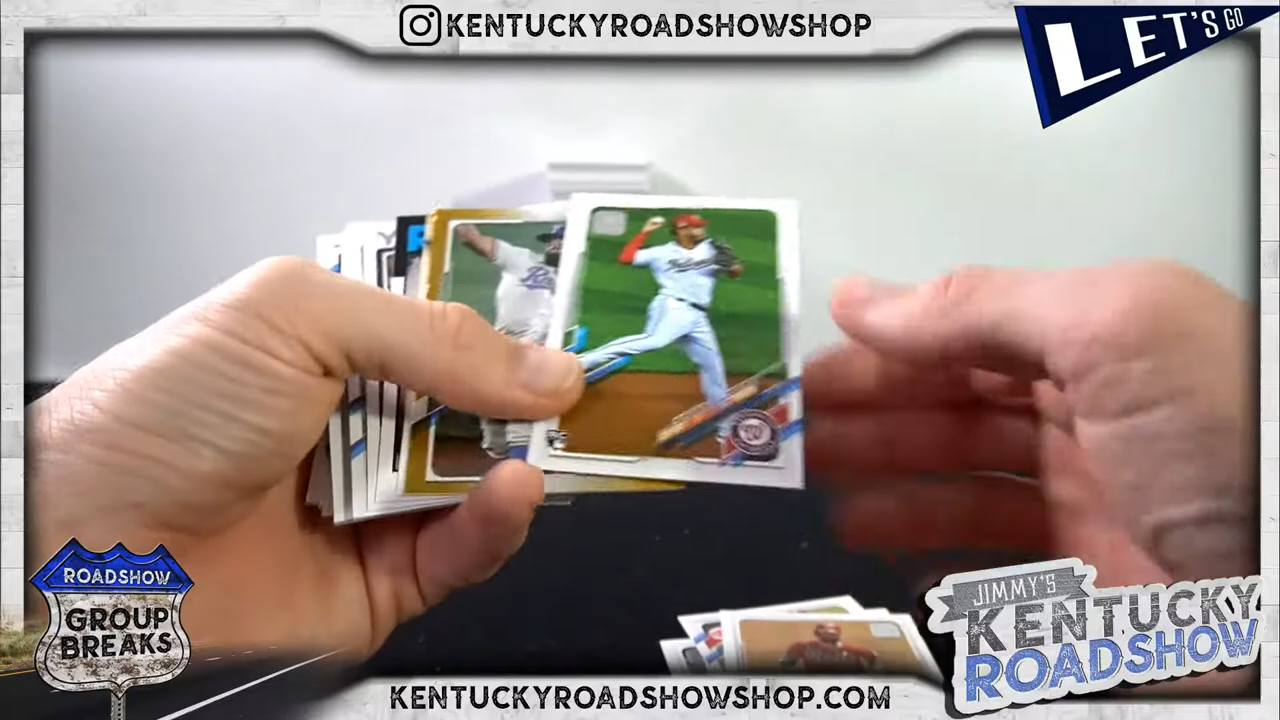 KENTUCKYROADSHOWSHOP
LET'S GO
ROADSHOW
GROUP
BREAKS
JIMMY'S
KENTUCKY
ROADSHOW
KENTUCKYROADSHOWSHOP.COM